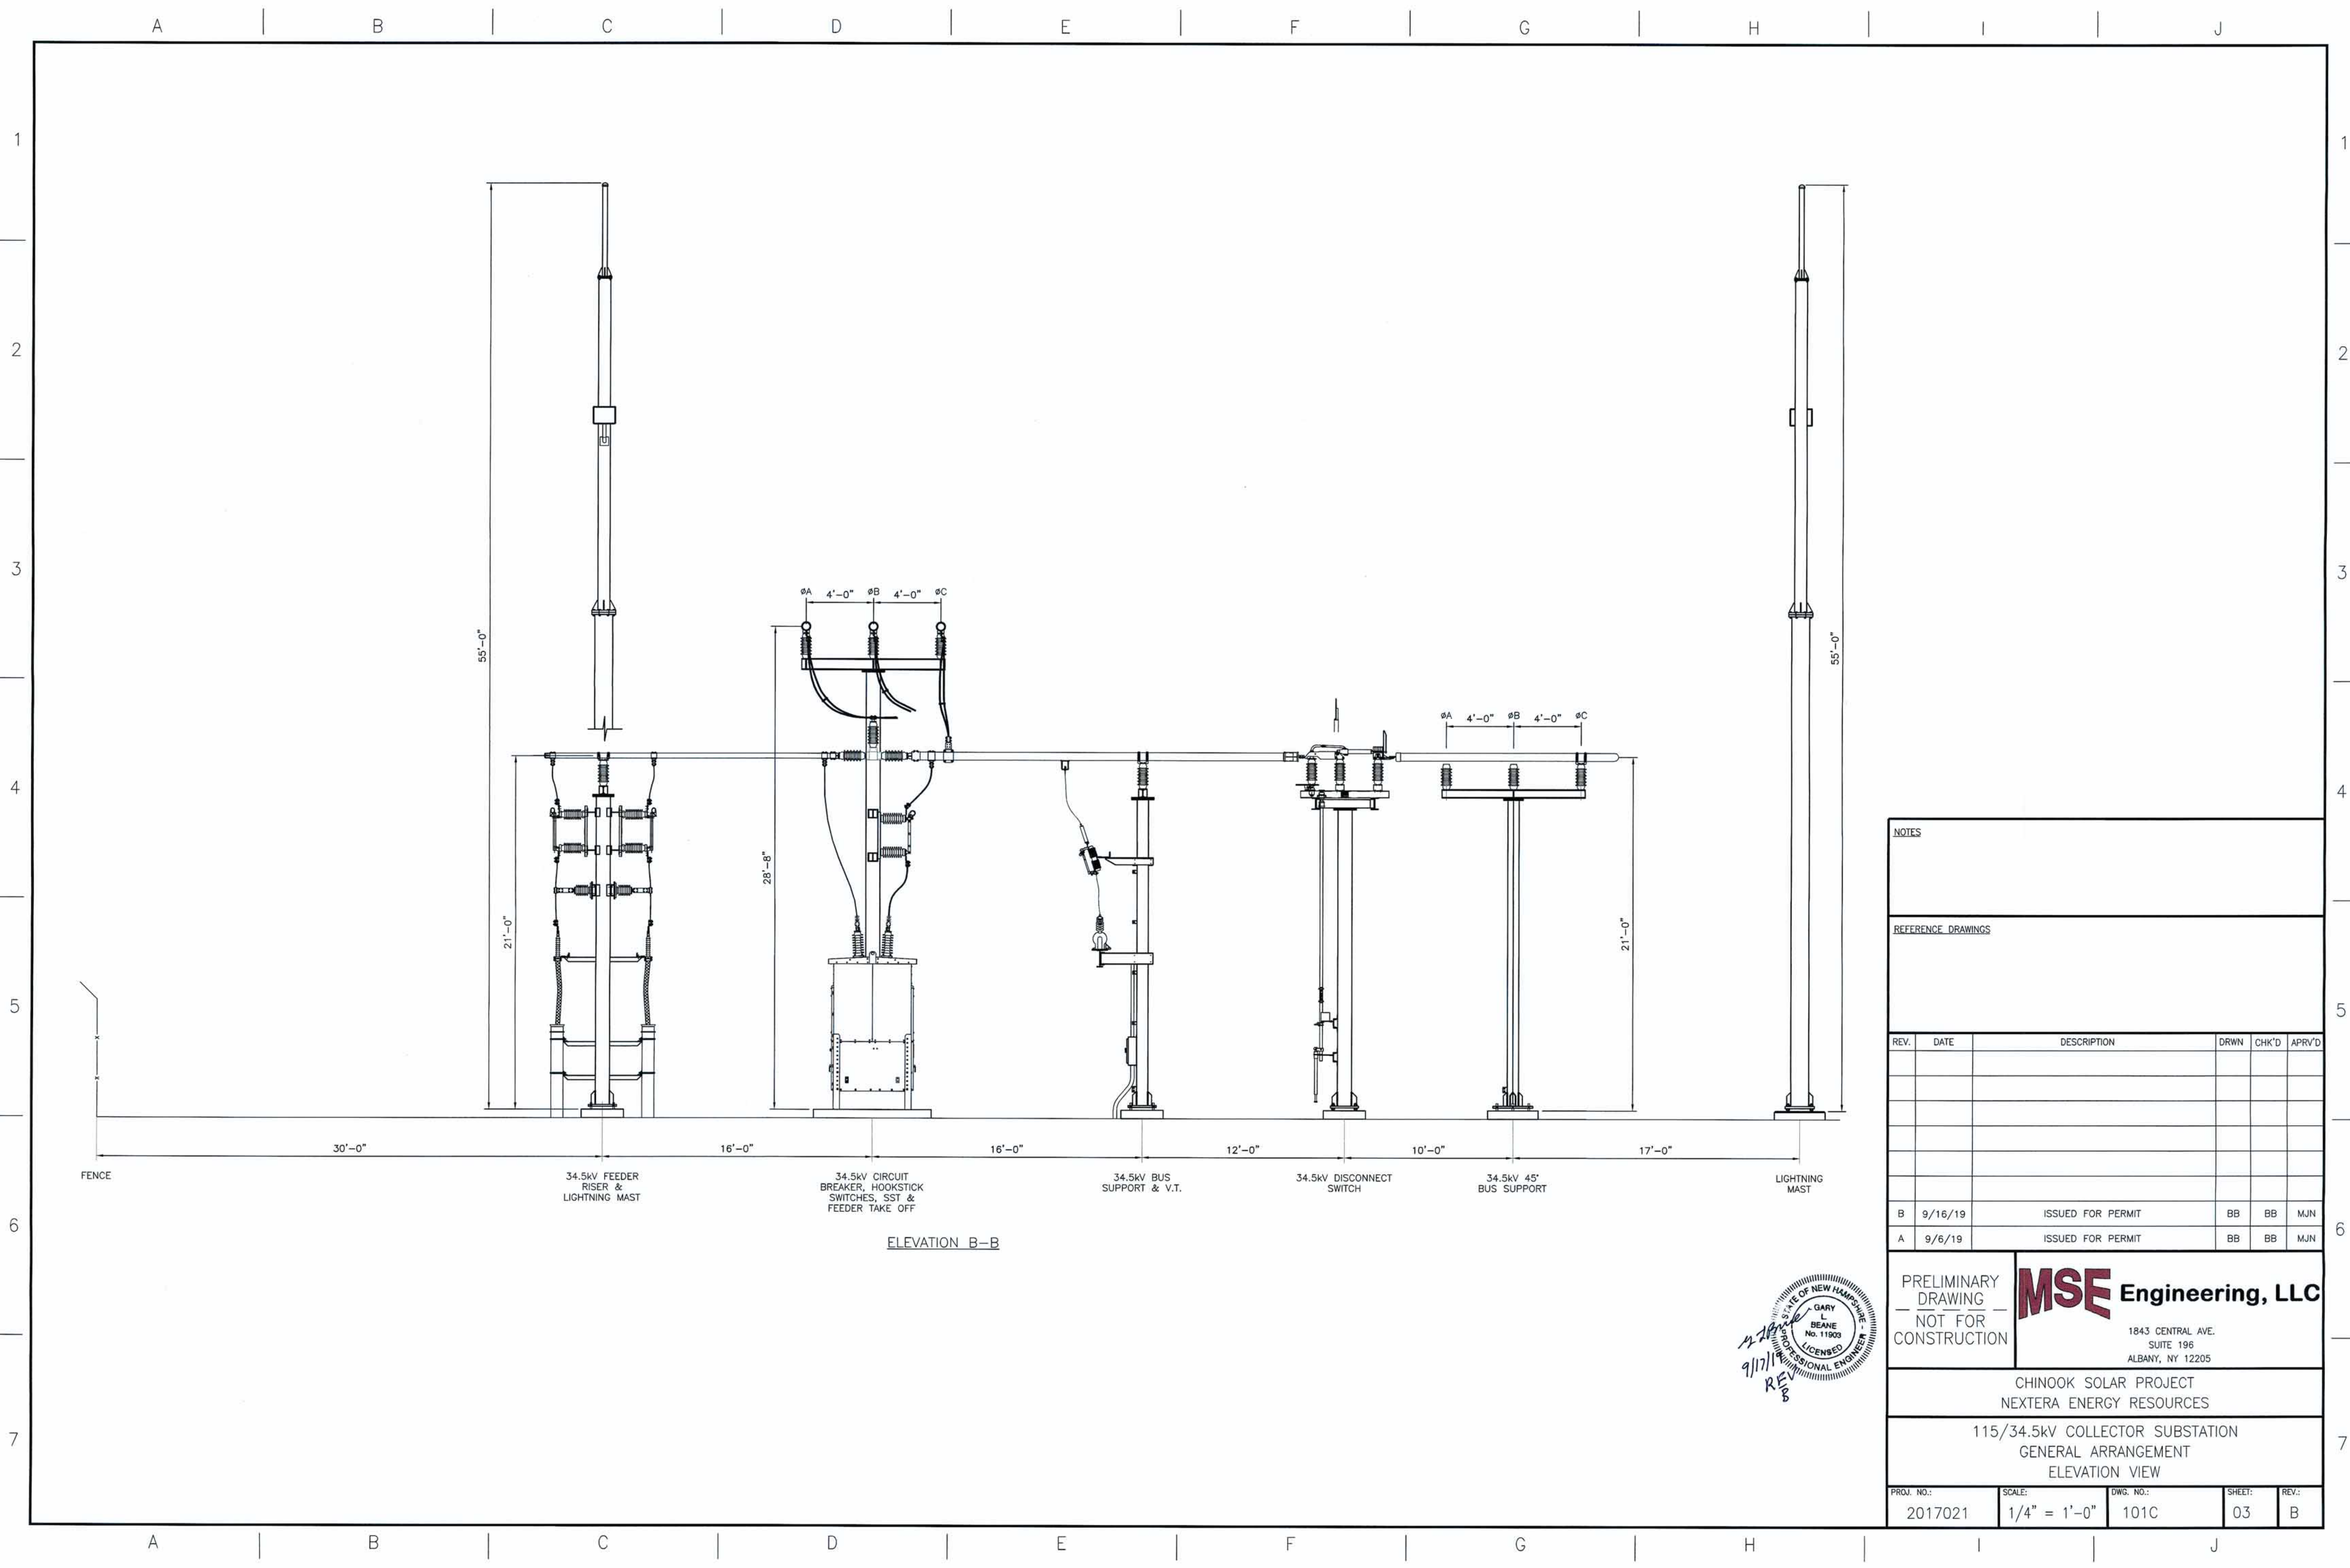 A B C D E F G H I J
1 1
2 2
3 3
4 4
5 5
6 6
7 7
55'-0"
55'-0"
ØA 4'-0" ØB 4'-0" ØC
28'-8"
21'-0"
ØA 4'-0" ØB 4'-0" ØC
21'-0"
x
x
30'-0" 16'-0" 16'-0" 12'-0" 10'-0" 17'-0"
FENCE
34.5kV FEEDER
RISER &
LIGHTNING MAST
34.5kV CIRCUIT
BREAKER, HOOKSTICK
SWITCHES, SST &
FEEDER TAKE OFF
34.5kV BUS
SUPPORT & V.T.
34.5kV DISCONNECT
SWITCH
34.5kV 45°
BUS SUPPORT
LIGHTNING
MAST
ELEVATION B-B
NOTES
REFERENCE DRAWINGS
REV. DATE DESCRIPTION DRWN CHK'D APRV'D
B 9/16/19 ISSUED FOR PERMIT BB BB MJN
A 9/6/19 ISSUED FOR PERMIT BB BB MJN
STATE OF NEW HAMPSHIRE
GARY
L.
BEANE
No. 11903
LICENSED
PROFESSIONAL ENGINEER
9/17/19
REV
B
PRELIMINARY
DRAWING
NOT FOR
CONSTRUCTION
MSE Engineering, LLC
1843 CENTRAL AVE.
SUITE 196
ALBANY, NY 12205
CHINOOK SOLAR PROJECT
NEXTERA ENERGY RESOURCES
115/34.5kV COLLECTOR SUBSTATION
GENERAL ARRANGEMENT
ELEVATION VIEW
PROJ. NO.: SCALE: DWG. NO.: SHEET: REV.:
2017021 1/4" = 1'-0" 101C 03 B
A B C D E F G H I J